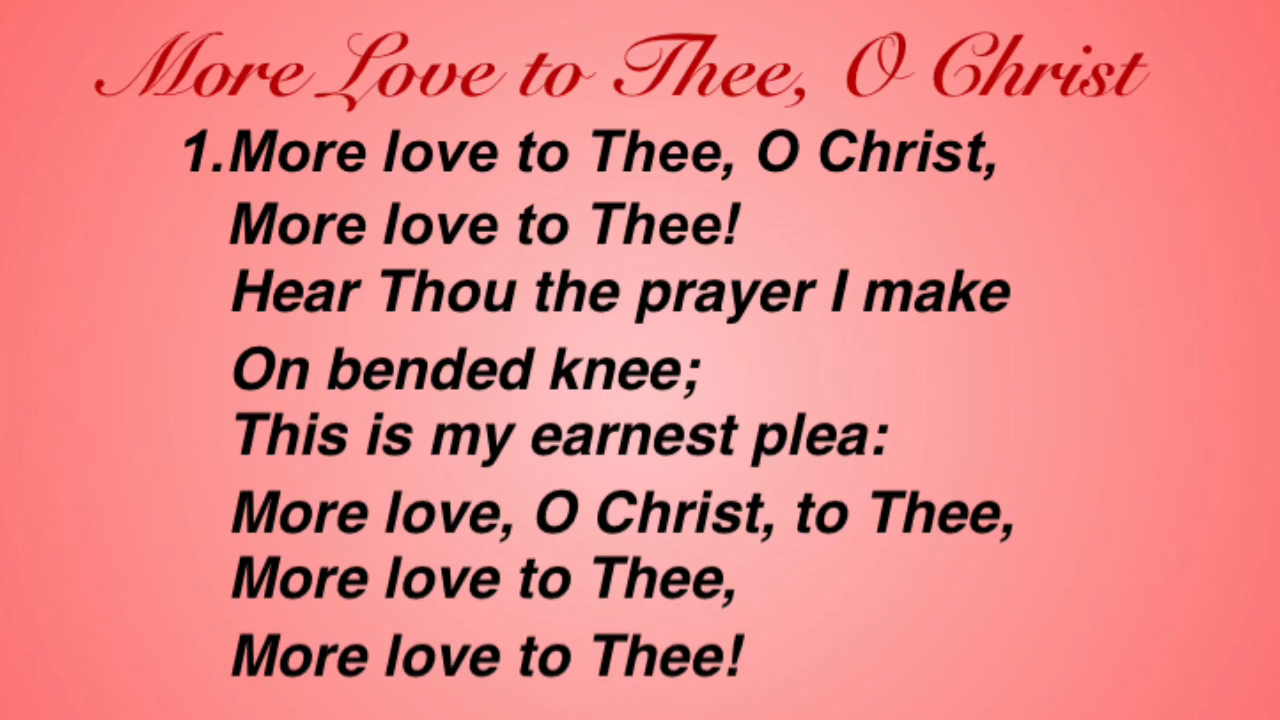 More Love to Thee, O Christ
1.More love to Thee, O Christ,
More love to Thee!
Hear Thou the prayer I make
On bended knee;
This is my earnest plea:
More love, O Christ, to Thee,
More love to Thee,
More love to Thee!